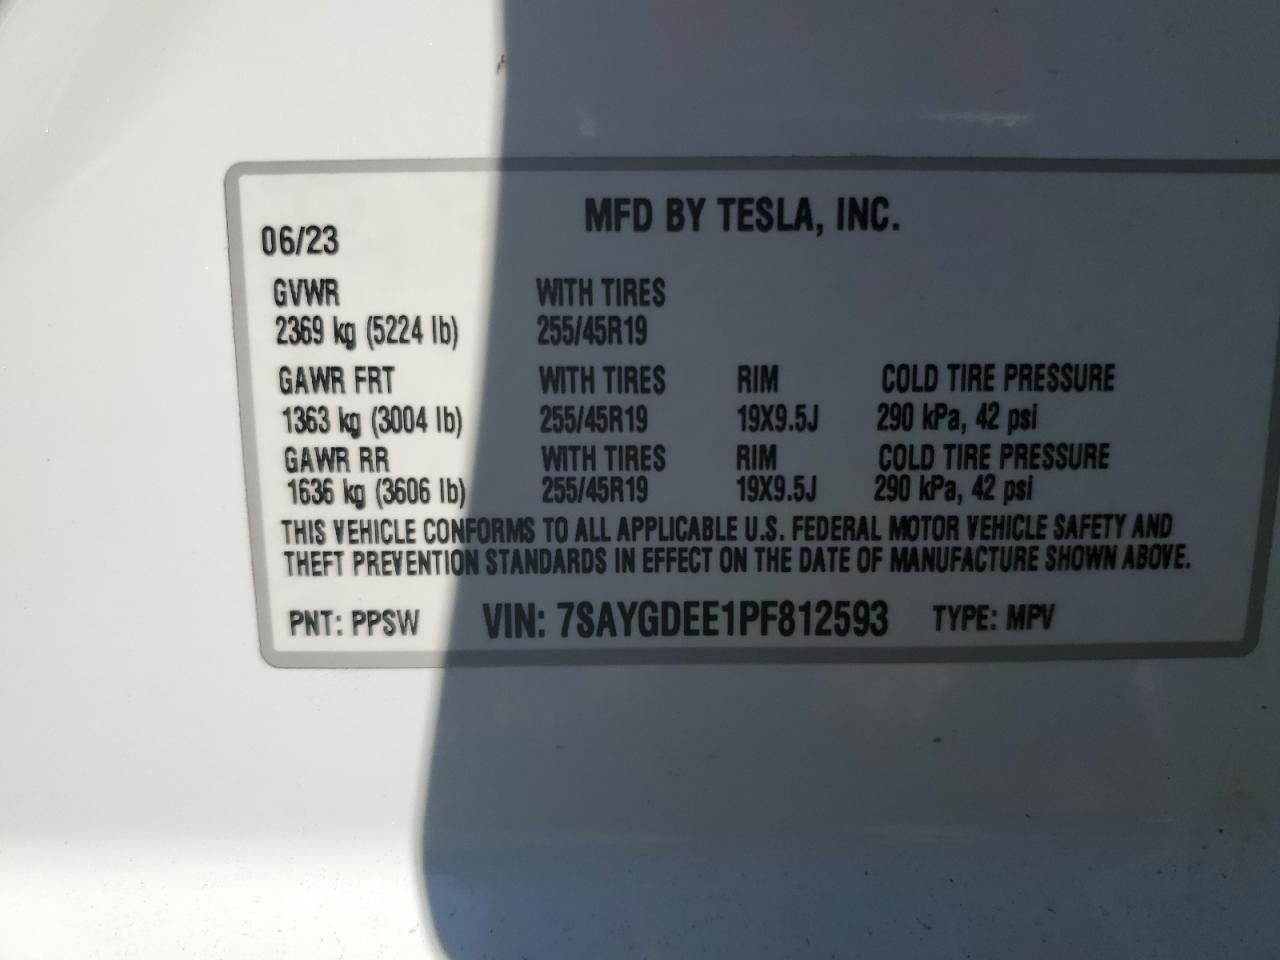 MFD BY TESLA, INC.
06/23
GVWR WITH TIRES
2369 kg (5224 lb) 255/45R19
GAWR FRT WITH TIRES RIM COLD TIRE PRESSURE
1363 kg (3004 lb) 255/45R19 19X9.5J 290 kPa, 42 psi
GAWR RR WITH TIRES RIM COLD TIRE PRESSURE
1636 kg (3606 lb) 255/45R19 19X9.5J 290 kPa, 42 psi
THIS VEHICLE CONFORMS TO ALL APPLICABLE U.S. FEDERAL MOTOR VEHICLE SAFETY AND
THEFT PREVENTION STANDARDS IN EFFECT ON THE DATE OF MANUFACTURE SHOWN ABOVE.
PNT: PPSW VIN: 7SAYGDEE1PF812593 TYPE: MPV